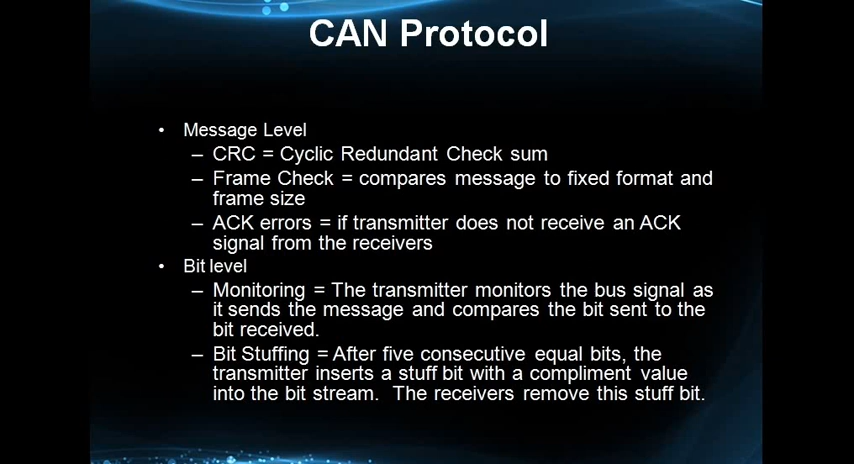 CAN Protocol
• Message Level
– CRC = Cyclic Redundant Check sum
– Frame Check = compares message to fixed format and
frame size
– ACK errors = if transmitter does not receive an ACK
signal from the receivers
• Bit level
– Monitoring = The transmitter monitors the bus signal as
it sends the message and compares the bit sent to the
bit received.
– Bit Stuffing = After five consecutive equal bits, the
transmitter inserts a stuff bit with a compliment value
into the bit stream.  The receivers remove this stuff bit.